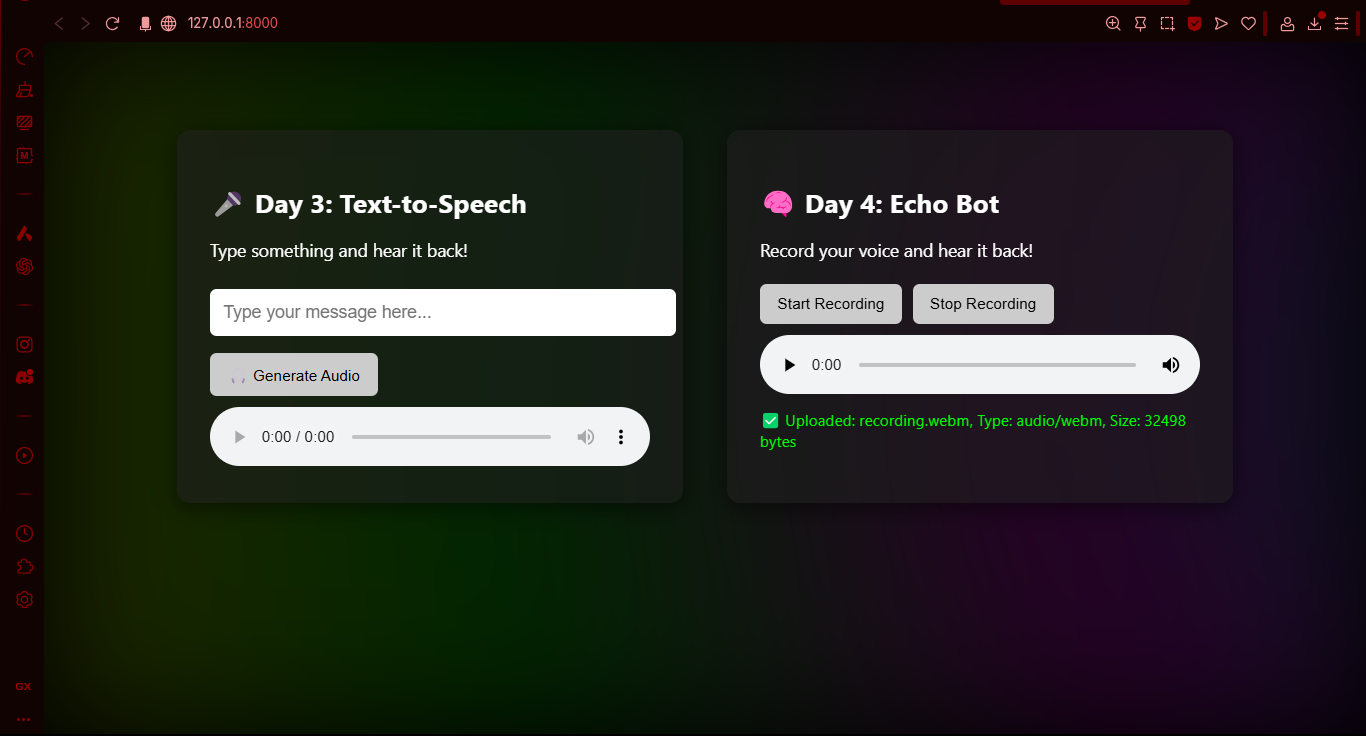 127.0.0.1:8000
M
🎤 Day 3: Text-to-Speech
Type something and hear it back!
Type your message here...
🎧 Generate Audio
0:00 / 0:00
🧠 Day 4: Echo Bot
Record your voice and hear it back!
Start Recording
Stop Recording
0:00
✅ Uploaded: recording.webm, Type: audio/webm, Size: 32498
bytes
GX